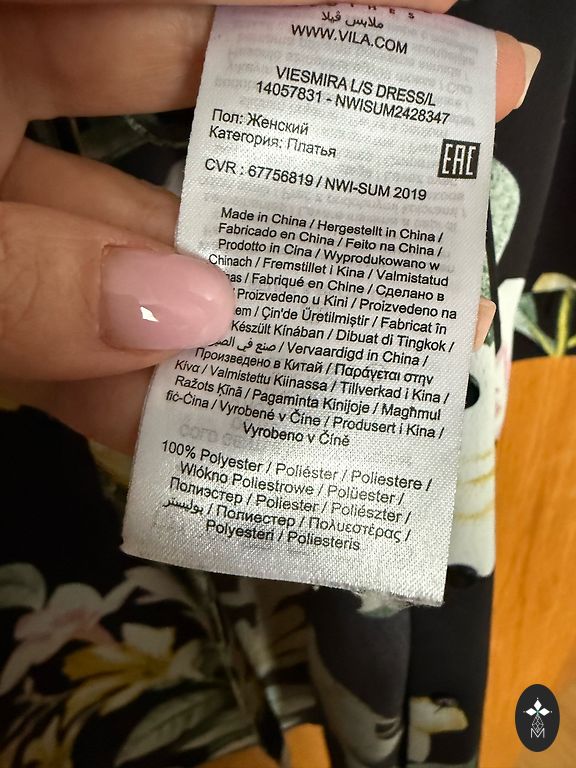 ملابس ڤيلا
WWW.VILA.COM
VIESMIRA L/S DRESS/L
14057831 - NWISUM2428347
Пол: Женский
Категория: Платья
EAC
CVR : 67756819 / NWI-SUM 2019
Made in China / Hergestellt in China /
Fabricado en China / Feito na China /
Prodotto in Cina / Wyprodukowano w
Chinach / Fremstillet i Kina / Valmistatud
/ Fabriqué en Chine / Сделано в
Proizvedeno u Kini / Proizvedeno na
/ Çin'de Üretilmiştir / Fabricat în
Készült Kínában / Dibuat di Tingkok /
صنع في / Vervaardigd in China /
Произведено в Китай / Παράγεται στην
Κίνα / Valmistettu Kiinassa / Tillverkad i Kina /
Ražots Ķīnā / Pagaminta Kinijoje / Magħmul
fiċ-Ċina / Vyrobené v Číne / Produsert i Kina /
Vyrobeno v Číně
100% Polyester / Poliéster / Poliestere /
Włókno Poliestrowe / Polüester /
Полиэстер / Poliester / Poliészter /
بوليستر / Полиестер / Πολυεστέρας /
Polyesteri / Poliesteris